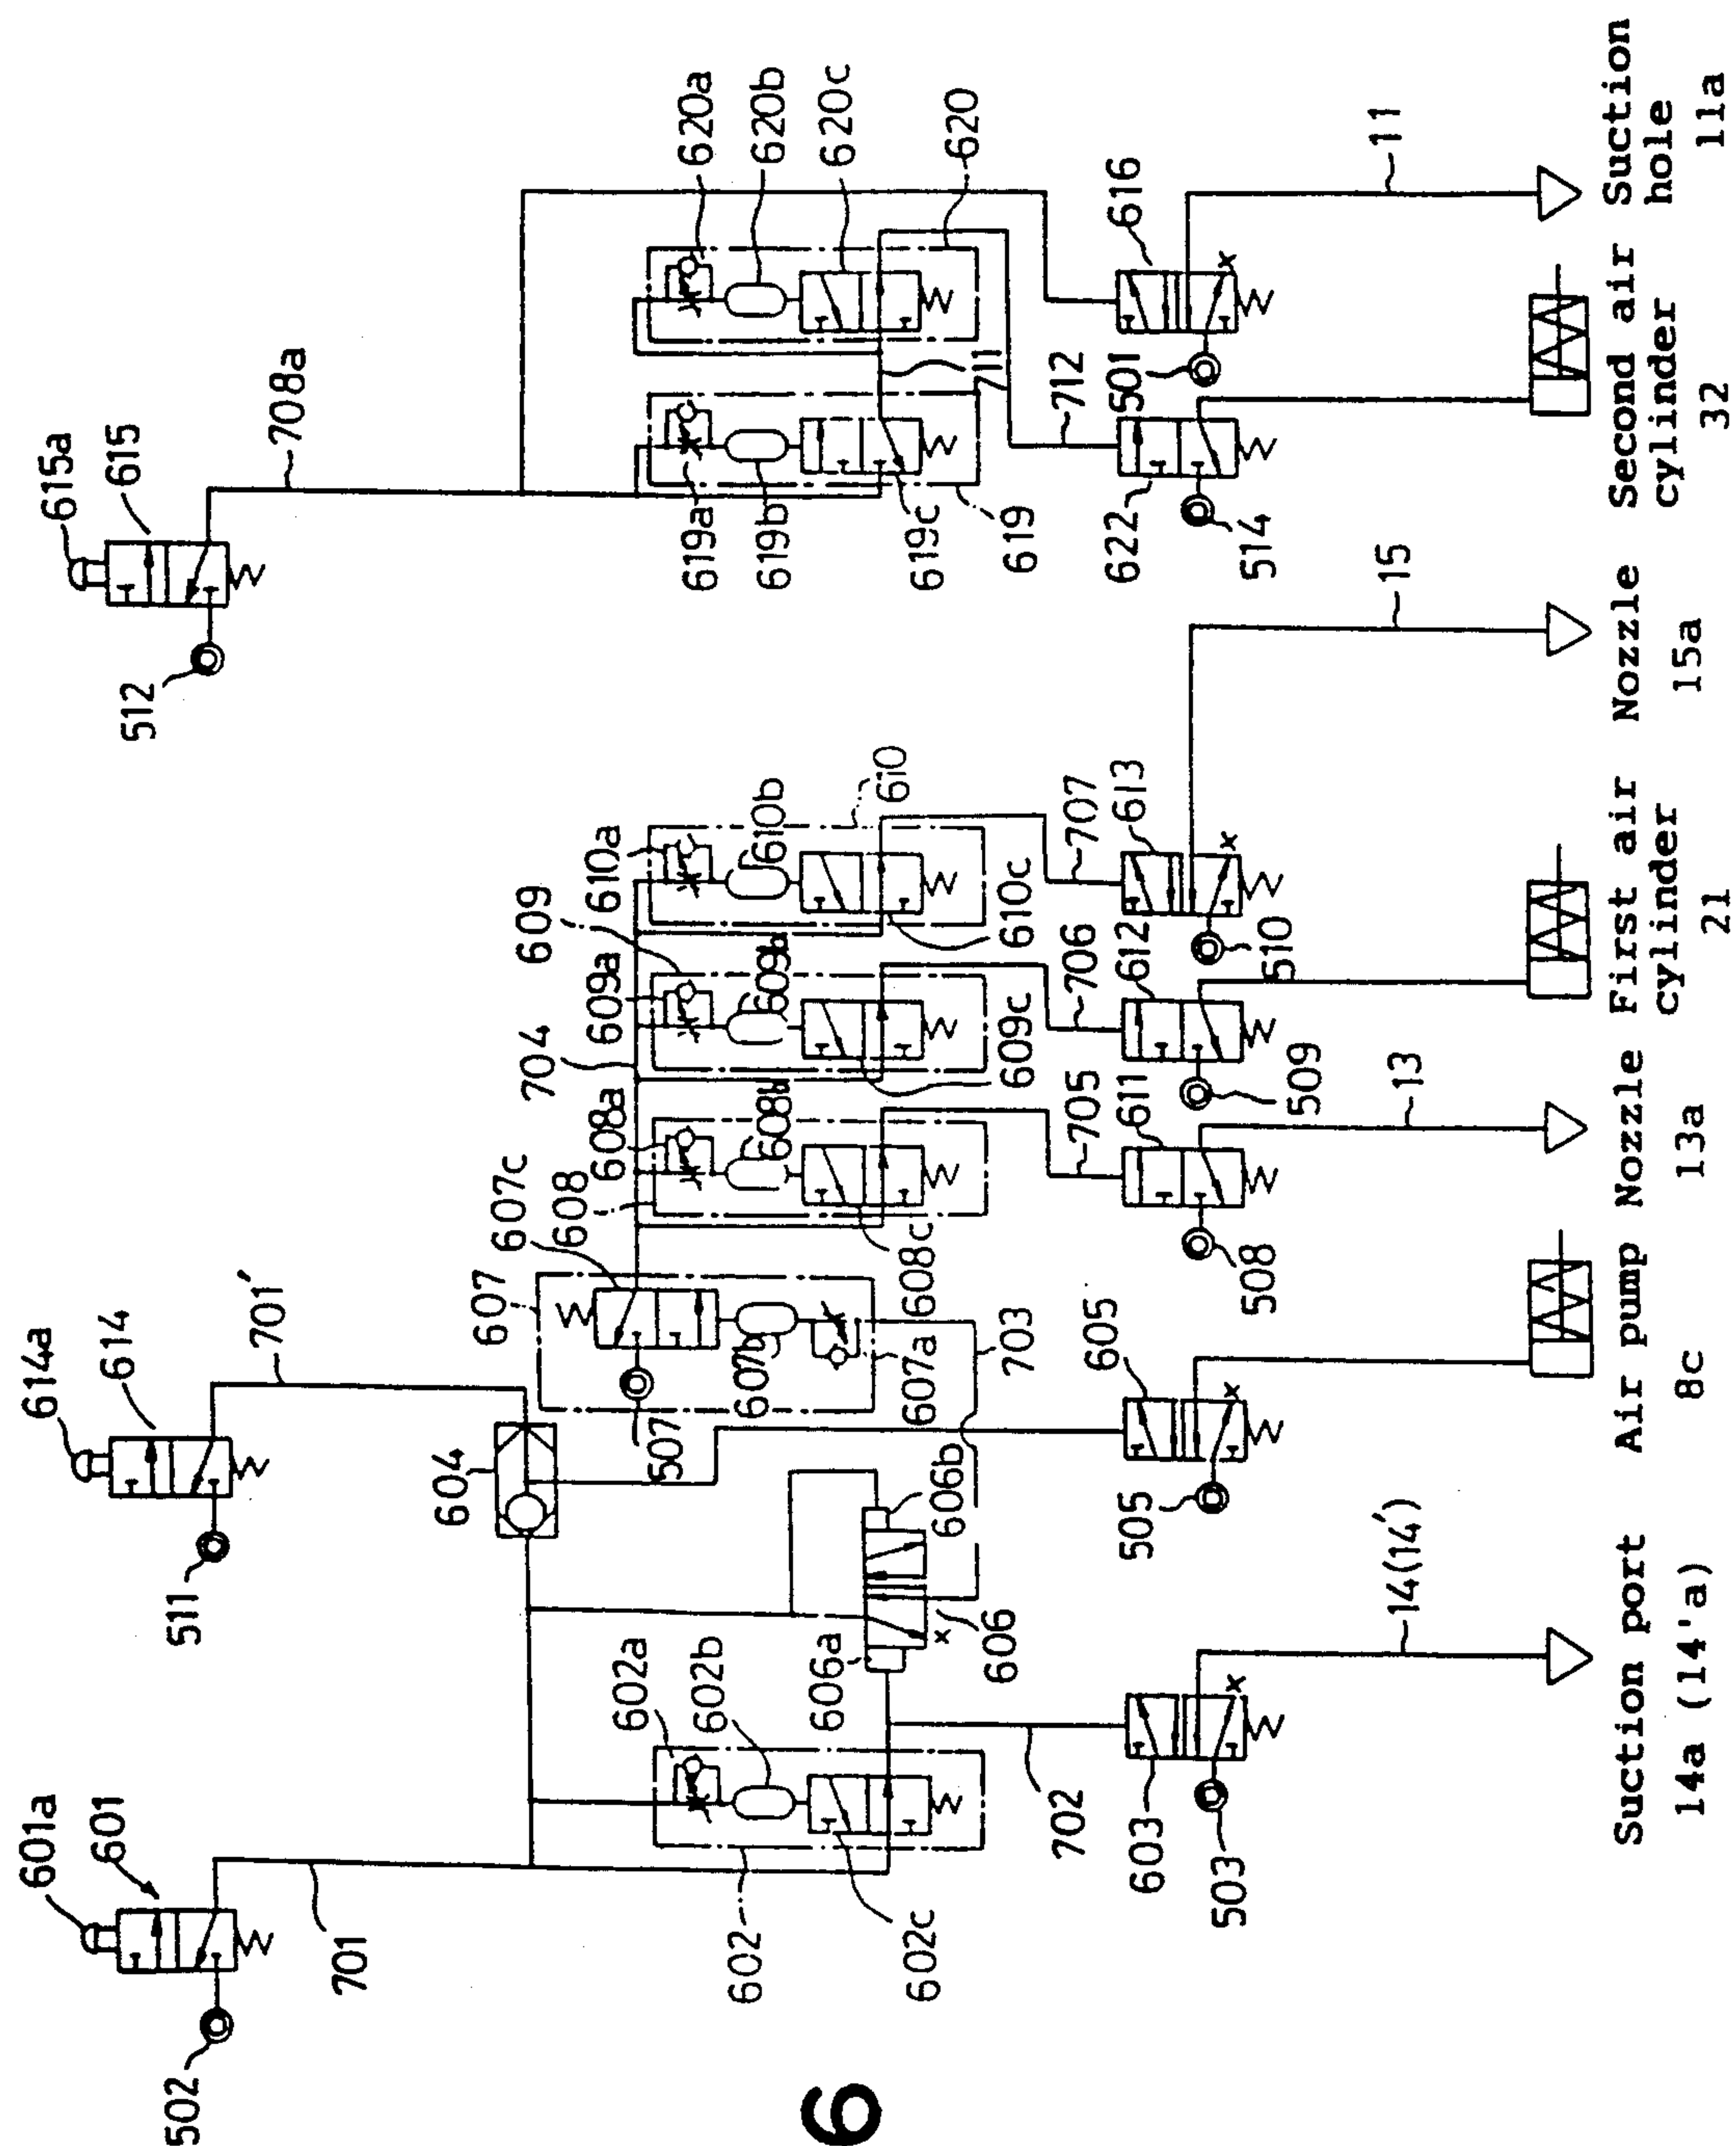 601a
601
502
701
614a
614
511
701'
615a
615
512
708a
604
607
607c
608
608a
704
609a
609
610a
602a
602b
602
602c
606a
606
606b
507
607b
607a
703
608b
608c
609b
609c
610b
610
610c
619a
619b
619c
619
620a
620b
620c
620
711
702
603
503
605
505
705
611
508
706
612
509
707
613
510
712
622
514
501
616
14(14')
13
15
11
Suction port
14a (14'a)
Air pump
8c
Nozzle
13a
First air
cylinder
21
Nozzle
15a
Second air
cylinder
32
Suction
hole
11a
6